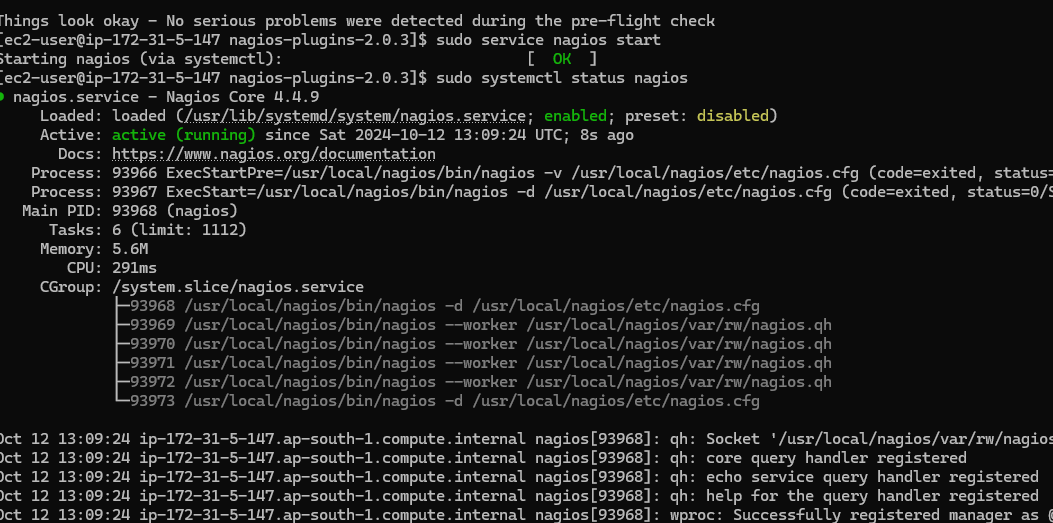 Things look okay - No serious problems were detected during the pre-flight check
[ec2-user@ip-172-31-5-147 nagios-plugins-2.0.3]$ sudo service nagios start
Starting nagios (via systemctl):                           [  OK  ]
[ec2-user@ip-172-31-5-147 nagios-plugins-2.0.3]$ sudo systemctl status nagios
● nagios.service - Nagios Core 4.4.9
     Loaded: loaded (/usr/lib/systemd/system/nagios.service; enabled; preset: disabled)
     Active: active (running) since Sat 2024-10-12 13:09:24 UTC; 8s ago
       Docs: https://www.nagios.org/documentation
    Process: 93966 ExecStartPre=/usr/local/nagios/bin/nagios -v /usr/local/nagios/etc/nagios.cfg (code=exited, status=
    Process: 93967 ExecStart=/usr/local/nagios/bin/nagios -d /usr/local/nagios/etc/nagios.cfg (code=exited, status=0/S
   Main PID: 93968 (nagios)
      Tasks: 6 (limit: 1112)
     Memory: 5.6M
        CPU: 291ms
     CGroup: /system.slice/nagios.service
             ├─93968 /usr/local/nagios/bin/nagios -d /usr/local/nagios/etc/nagios.cfg
             ├─93969 /usr/local/nagios/bin/nagios --worker /usr/local/nagios/var/rw/nagios.qh
             ├─93970 /usr/local/nagios/bin/nagios --worker /usr/local/nagios/var/rw/nagios.qh
             ├─93971 /usr/local/nagios/bin/nagios --worker /usr/local/nagios/var/rw/nagios.qh
             ├─93972 /usr/local/nagios/bin/nagios --worker /usr/local/nagios/var/rw/nagios.qh
             └─93973 /usr/local/nagios/bin/nagios -d /usr/local/nagios/etc/nagios.cfg
Oct 12 13:09:24 ip-172-31-5-147.ap-south-1.compute.internal nagios[93968]: qh: Socket '/usr/local/nagios/var/rw/nagios
Oct 12 13:09:24 ip-172-31-5-147.ap-south-1.compute.internal nagios[93968]: qh: core query handler registered
Oct 12 13:09:24 ip-172-31-5-147.ap-south-1.compute.internal nagios[93968]: qh: echo service query handler registered
Oct 12 13:09:24 ip-172-31-5-147.ap-south-1.compute.internal nagios[93968]: qh: help for the query handler registered
Oct 12 13:09:24 ip-172-31-5-147.ap-south-1.compute.internal nagios[93968]: wproc: Successfully registered manager as @